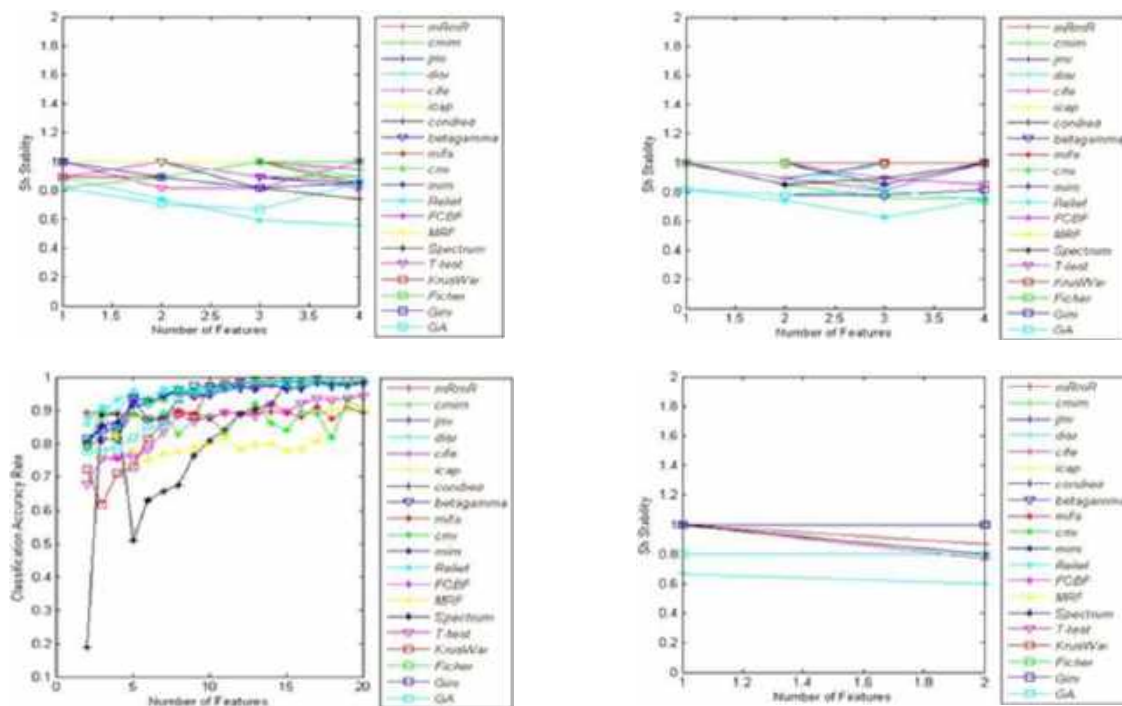 2
1.8
1.6
1.4
1.2
1
0.8
0.6
0.4
0.2
0
Sh Stability
1 1.5 2 2.5 3 3.5 4
Number of Features
mRmR
cmim
jmi
disr
cife
icap
condred
betagamma
mifs
cmi
mim
Relief
FCBF
MRF
Spectrum
T-test
KrusWar
Ficher
Gini
GA
2
1.8
1.6
1.4
1.2
1
0.8
0.6
0.4
0.2
0
Sh Stability
1 1.5 2 2.5 3 3.5 4
Number of Features
mRmR
cmim
jmi
disr
cife
icap
condred
betagamma
mifs
cmi
mim
Relief
FCBF
MRF
Spectrum
T-test
KrusWar
Ficher
Gini
GA
1
0.9
0.8
0.7
0.6
0.5
0.4
0.3
0.2
0.1
Classification Accuracy Rate
0 5 10 15 20
Number of Features
mRmR
cmim
jmi
disr
cife
icap
condred
betagamma
mifs
cmi
mim
Relief
FCBF
MRF
Spectrum
T-test
KrusWar
Ficher
Gini
GA
2
1.8
1.6
1.4
1.2
1
0.8
0.6
0.4
0.2
0
Sh Stability
1 1.2 1.4 1.6 1.8 2
Number of Features
mRmR
cmim
jmi
disr
cife
icap
condred
betagamma
mifs
cmi
mim
Relief
FCBF
MRF
Spectrum
T-test
KrusWar
Ficher
Gini
GA